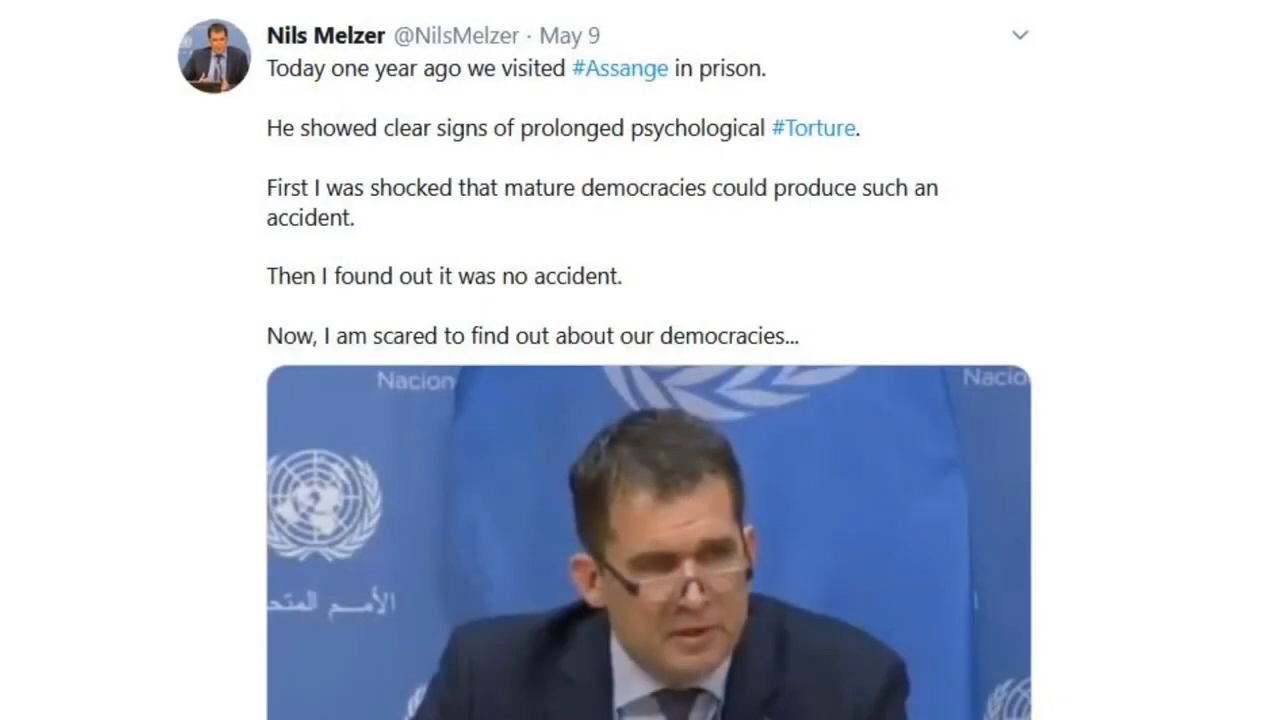 Nils Melzer @NilsMelzer · May 9
Today one year ago we visited #Assange in prison.
He showed clear signs of prolonged psychological #Torture.
First I was shocked that mature democracies could produce such an
accident.
Then I found out it was no accident.
Now, I am scared to find out about our democracies...
Nacion
Nacio
الأمم المتحد